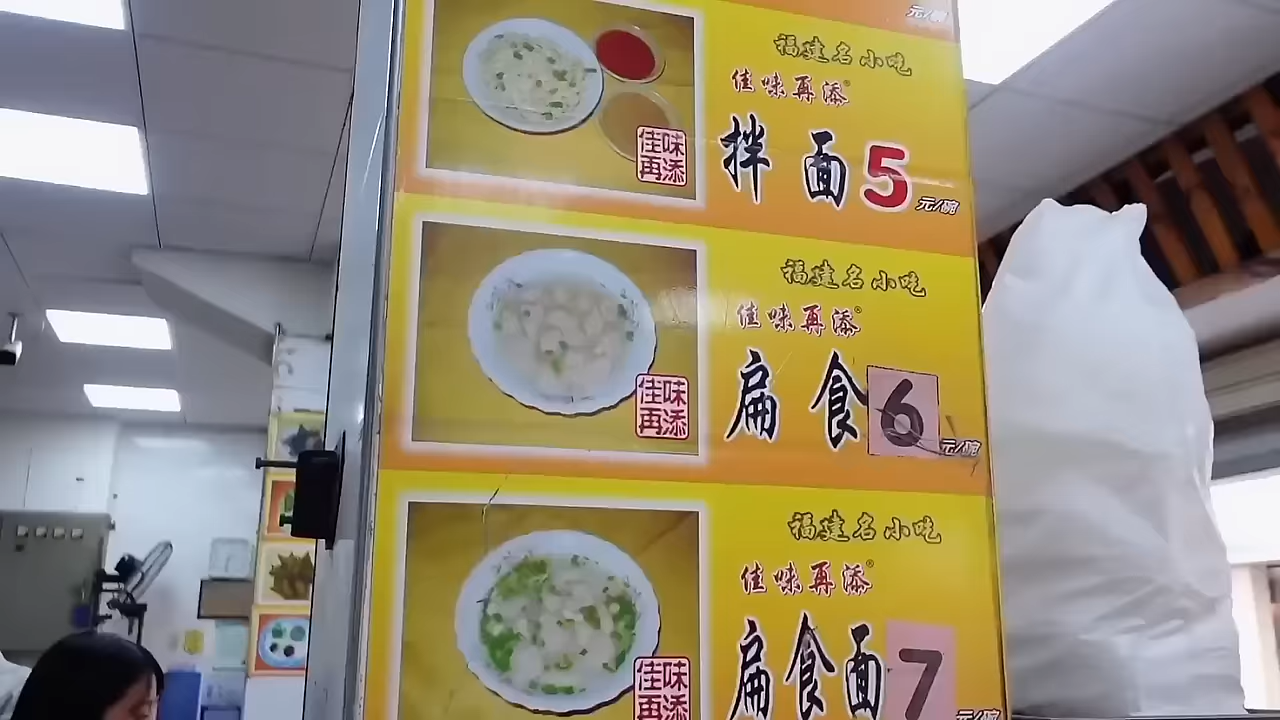 元/碗
福建名小吃
佳味再添®
拌面5元/碗
佳味
再添
福建名小吃
佳味再添®
扁食6元/碗
佳味
再添
福建名小吃
佳味再添®
扁食面7元/碗
佳味
再添